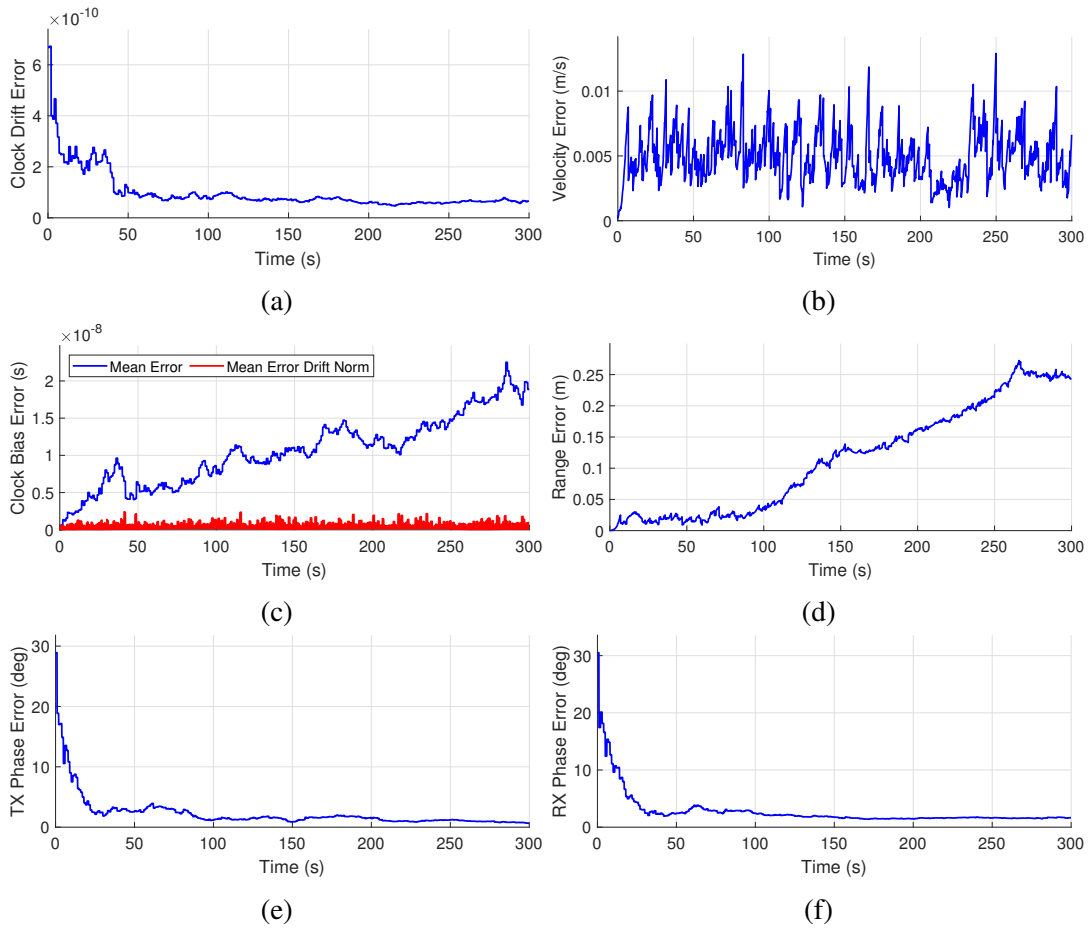 ×10⁻¹⁰
Clock Drift Error
6
4
2
0
0 50 100 150 200 250 300
Time (s)
(a)
Velocity Error (m/s)
0.01
0.005
0
0 50 100 150 200 250 300
Time (s)
(b)
×10⁻⁸
Clock Bias Error (s)
Mean Error Mean Error Drift Norm
2
1.5
1
0.5
0
0 50 100 150 200 250 300
Time (s)
(c)
Range Error (m)
0.25
0.2
0.15
0.1
0.05
0
0 50 100 150 200 250 300
Time (s)
(d)
TX Phase Error (deg)
30
20
10
0
0 50 100 150 200 250 300
Time (s)
(e)
RX Phase Error (deg)
30
20
10
0
0 50 100 150 200 250 300
Time (s)
(f)